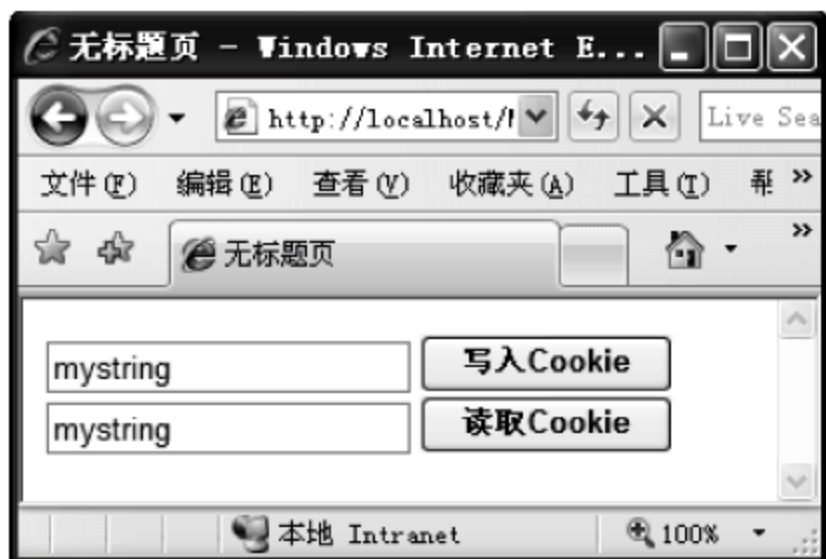 无标题页 - Windows Internet E...
http://localhost/
Live Sea
文件(F) 编辑(E) 查看(V) 收藏夹(A) 工具(T)
无标题页
mystring 写入Cookie
mystring 读取Cookie
本地 Intranet 100%